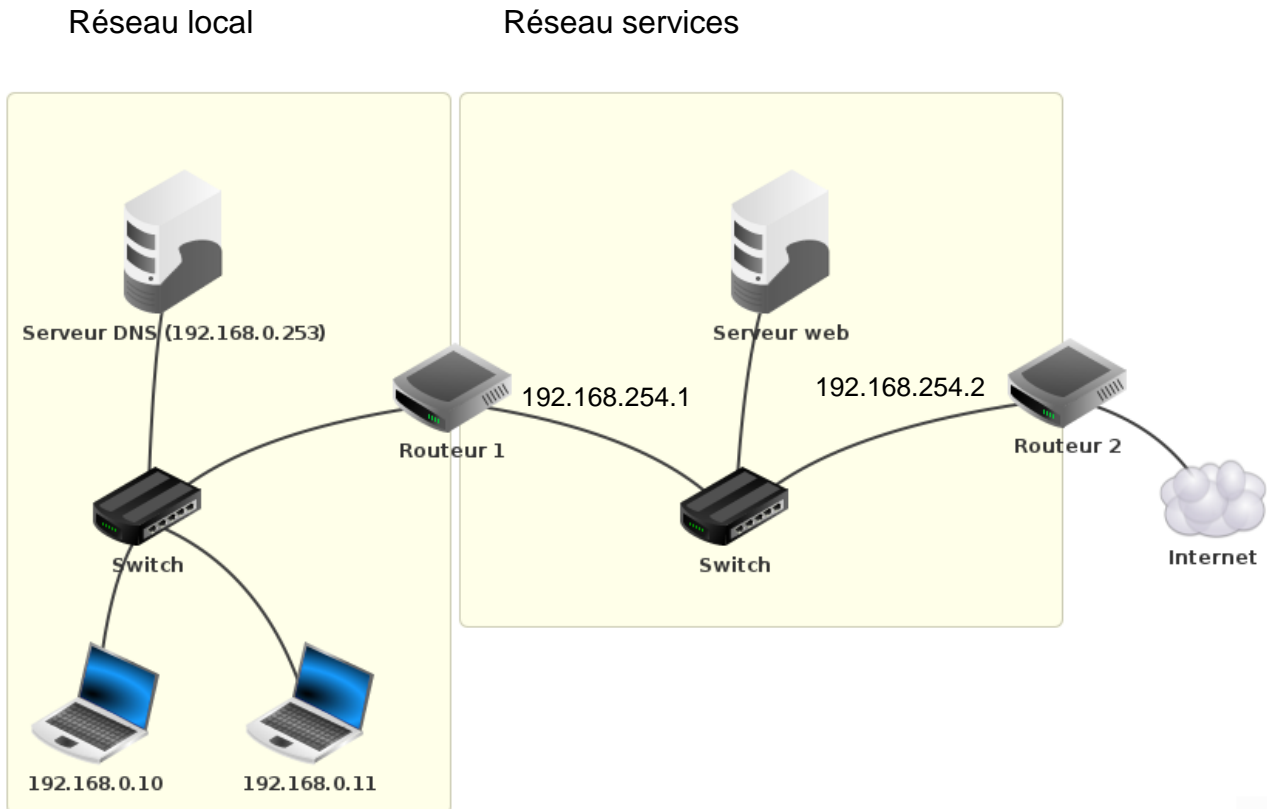 Réseau local
Réseau services
Serveur DNS (192.168.0.253)
Serveur web
192.168.254.1
192.168.254.2
Routeur 1
Routeur 2
Switch
Switch
Internet
192.168.0.10
192.168.0.11